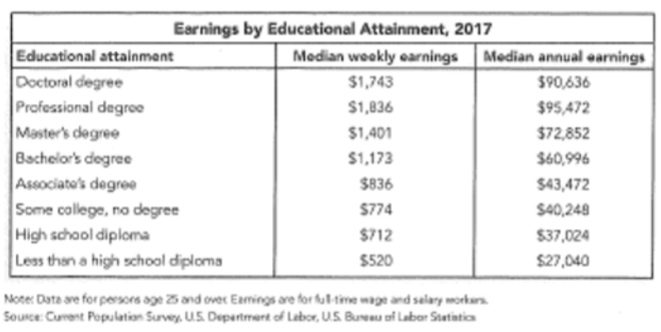 Earnings by Educational Attainment, 2017
Educational attainment Median weekly earnings Median annual earnings
Doctoral degree $1,743 $90,636
Professional degree $1,836 $95,472
Master's degree $1,401 $72,852
Bachelor's degree $1,173 $60,996
Associate's degree $836 $43,472
Some college, no degree $774 $40,248
High school diploma $712 $37,024
Less than a high school diploma $520 $27,040
Note: Data are for persons age 25 and over. Earnings are for full-time wage and salary workers.
Source: Current Population Survey, U.S. Department of Labor, U.S. Bureau of Labor Statistics